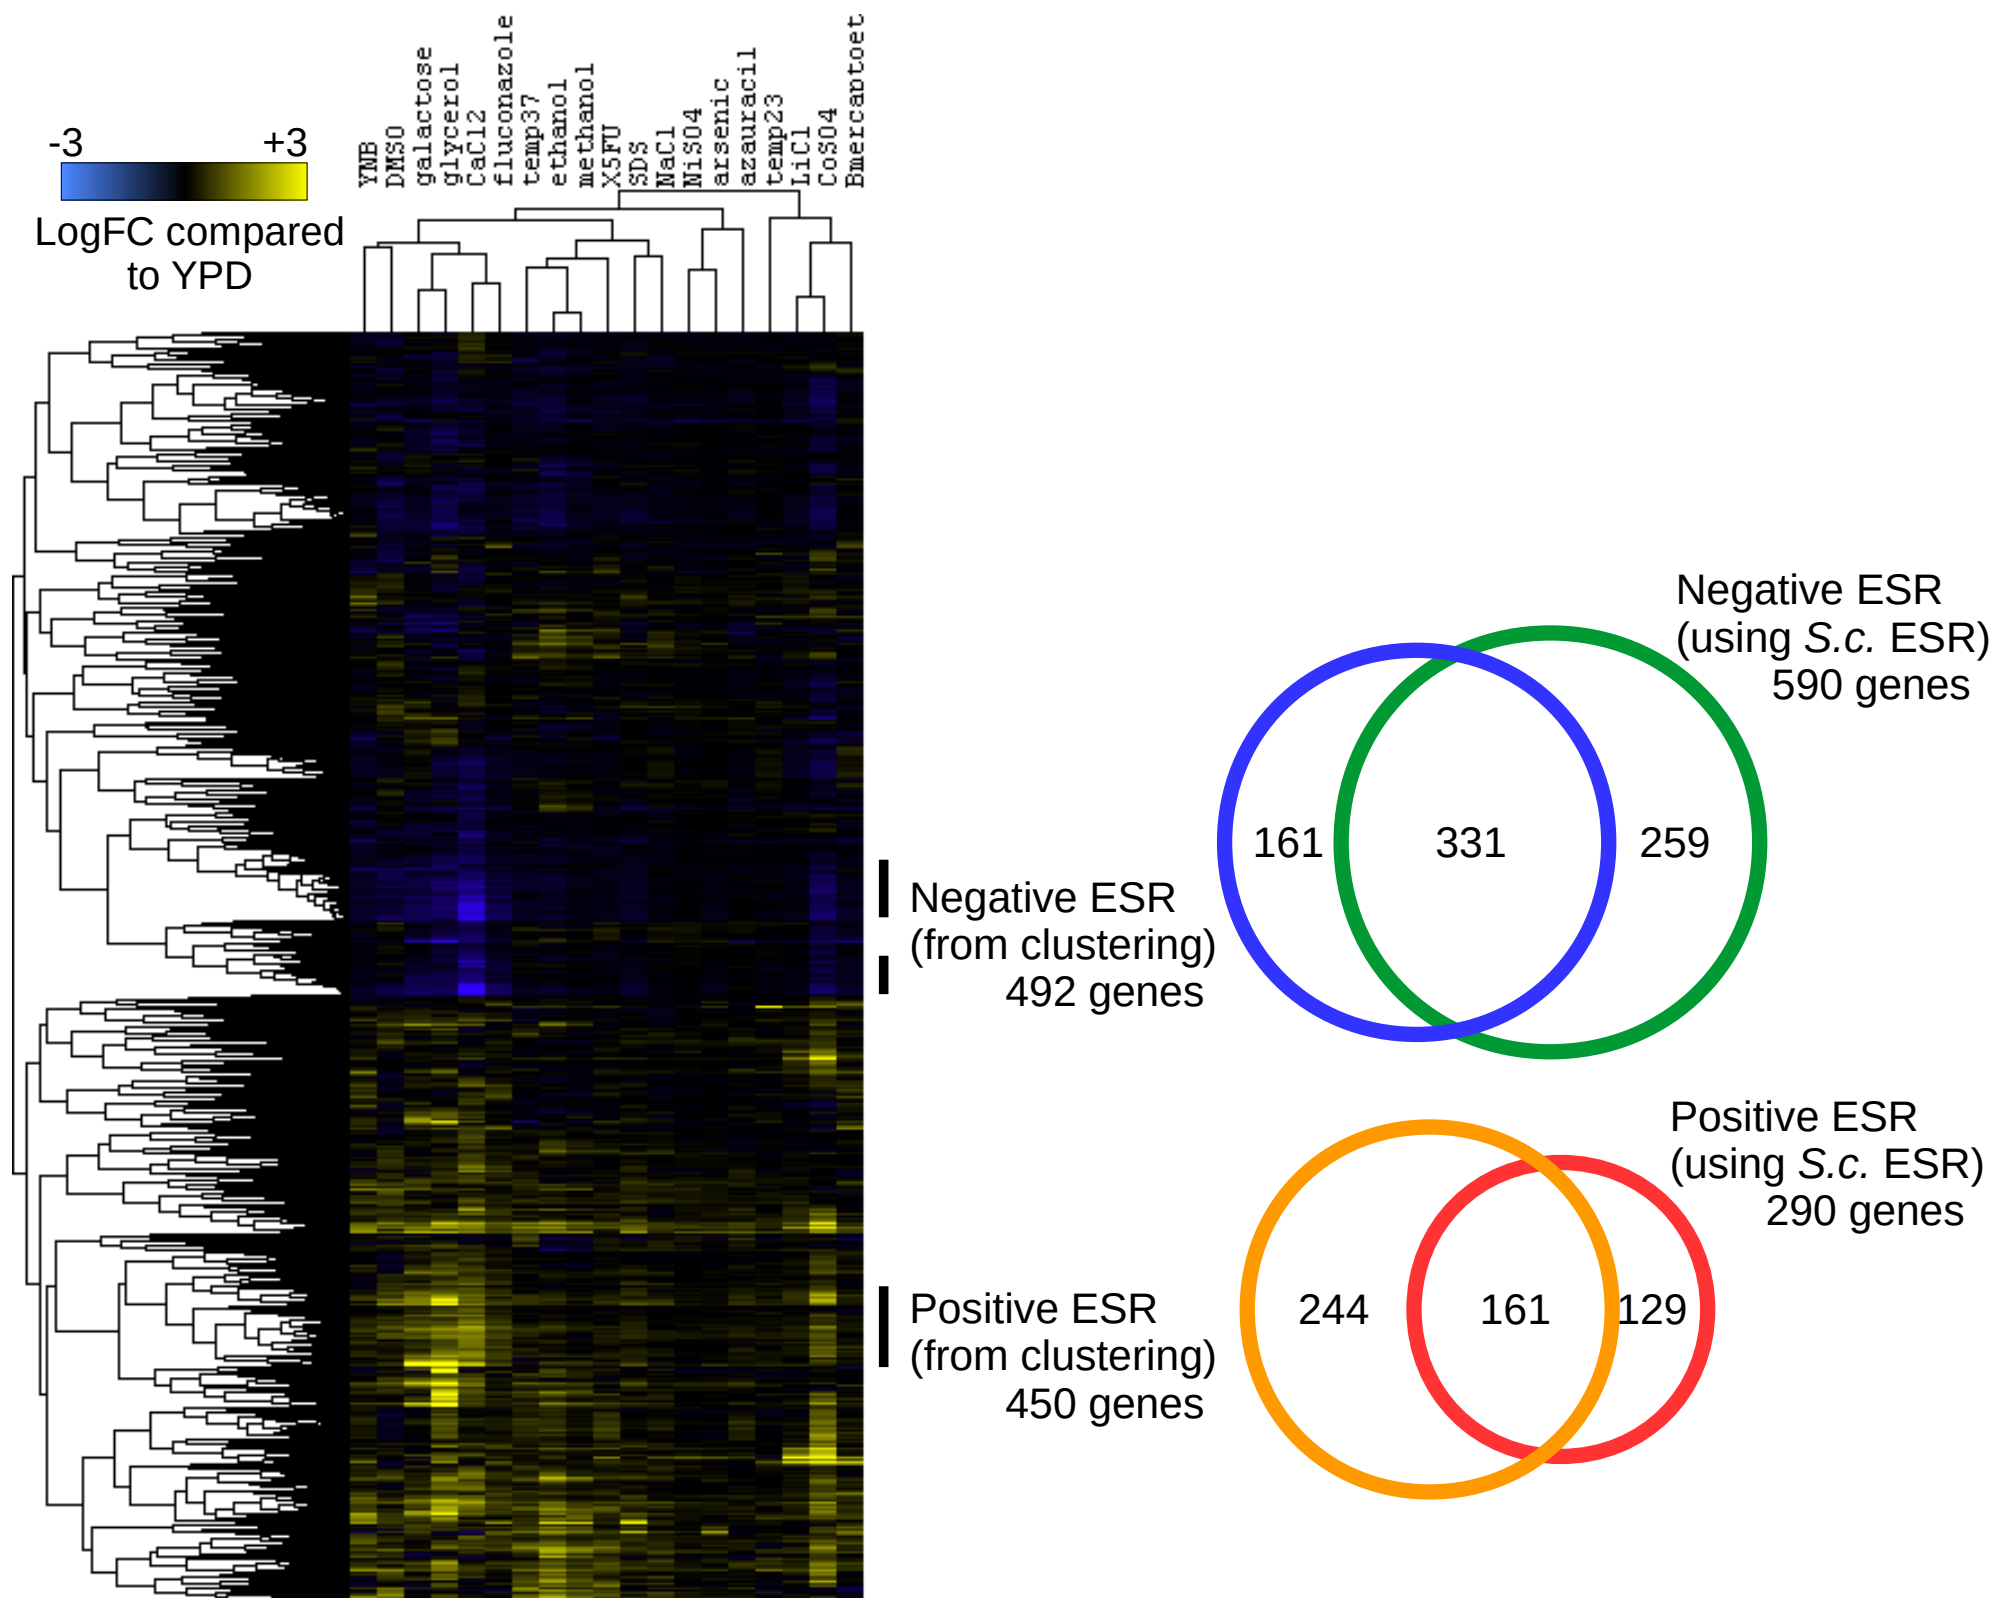 -3
+3
LogFC compared
to YPD
YNB
DMSO
galactose
glycerol
CaCl2
fluconazole
temp37
ethanol
methanol
X5FU
SDS
NaCl
NiSO4
arsenic
azauracil
temp23
LiCl
CoSO4
Bmercaptoet
Negative ESR
(from clustering)
492 genes
Negative ESR
(using S.c. ESR)
590 genes
161
331
259
Positive ESR
(from clustering)
450 genes
Positive ESR
(using S.c. ESR)
290 genes
244
161
129